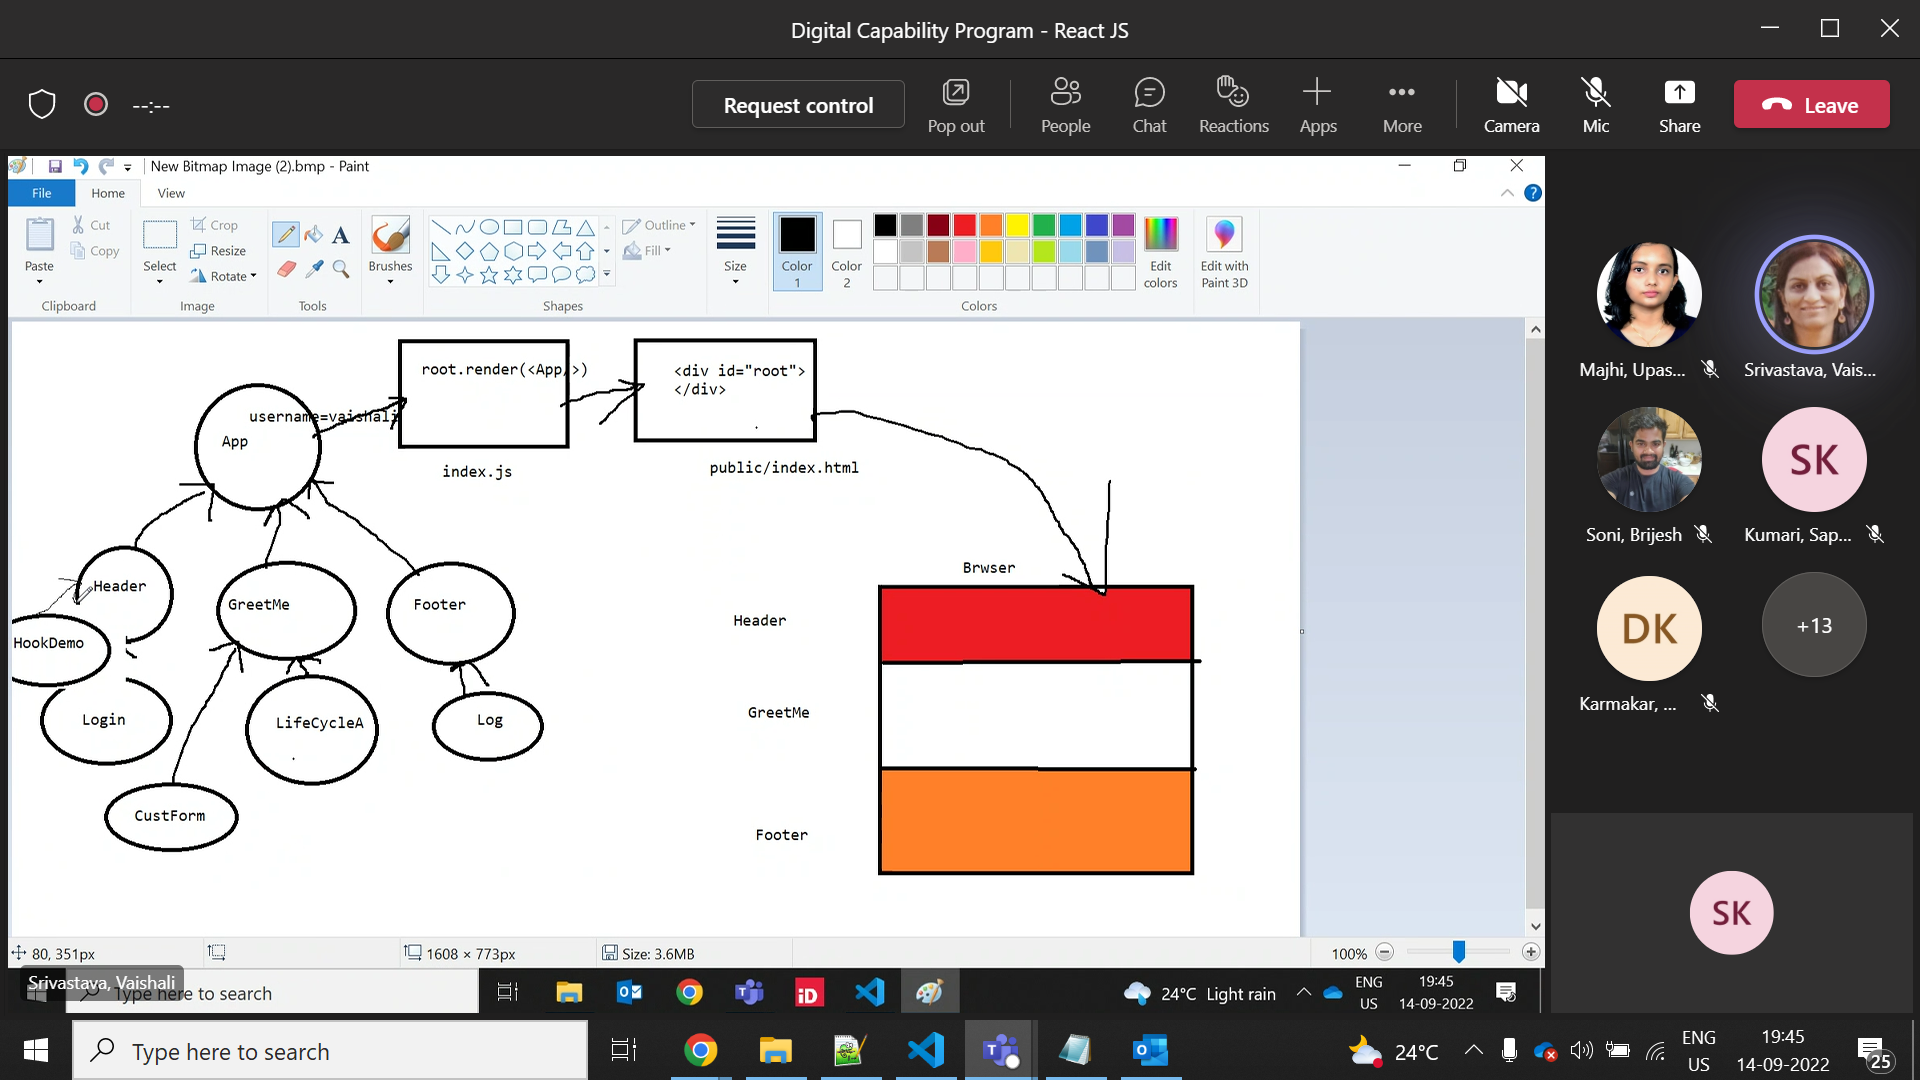 Digital Capability Program - React JS
--:--
Request control
Pop out
People
Chat
Reactions
Apps
More
Camera
Mic
Share
Leave
New Bitmap Image (2).bmp - Paint
File
Home
View
Paste
Cut
Copy
Clipboard
Select
Crop
Resize
Rotate
Image
A
Tools
Brushes
Outline
Fill
Shapes
Size
Color
1
Color
2
Edit
colors
Edit with
Paint 3D
Colors
root.render(<App/>)
<div id="root">
</div>
username=vaishali
App
index.js
public/index.html
Header
GreetMe
Footer
HookDemo
Login
LifeCycleA
Log
CustForm
Brwser
Header
GreetMe
Footer
80, 351px
1608 × 773px
Size: 3.6MB
100%
Srivastava, Vaishali
Type here to search
24°C Light rain
ENG
US
19:45
14-09-2022
Majhi, Upas...
Srivastava, Vais...
Soni, Brijesh
SK
Kumari, Sap...
DK
Karmakar, ...
+13
SK
Type here to search
24°C
ENG
US
19:45
14-09-2022
25